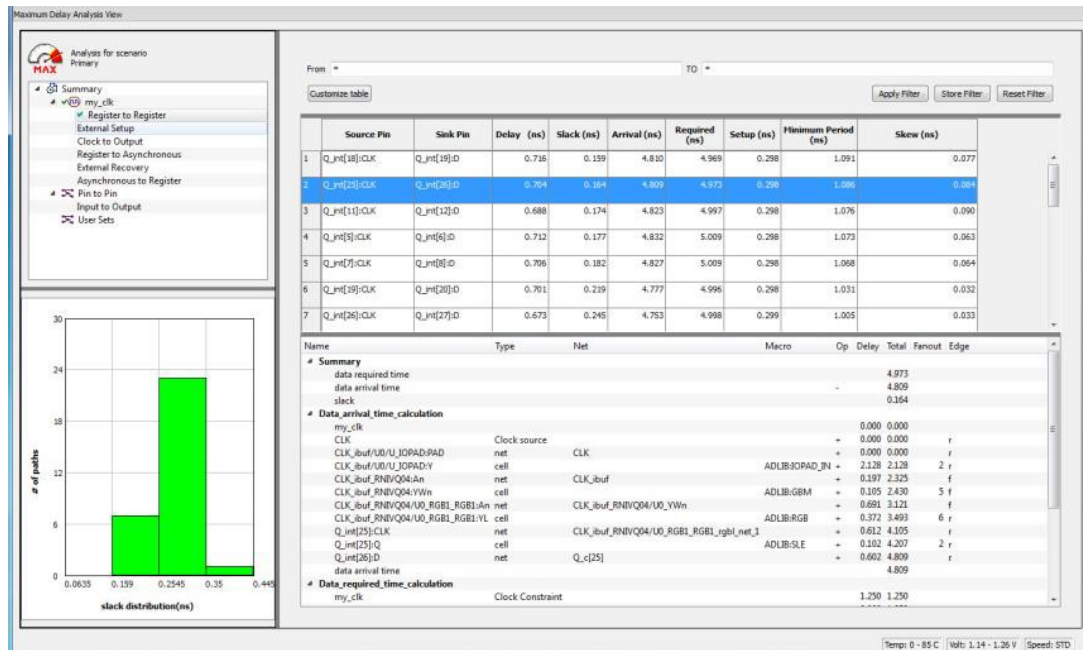 Maximum Delay Analysis View
MAX
Analysis for scenario
Primary
Summary
my_clk
Register to Register
External Setup
Clock to Output
Register to Asynchronous
External Recovery
Asynchronous to Register
Pin to Pin
Input to Output
User Sets
From * TO *
Customize table Apply Filter Store Filter Reset Filter
Source Pin Sink Pin Delay (ns) Slack (ns) Arrival (ns) Required (ns) Setup (ns) Minimum Period (ns) Skew (ns)
1 Q_int[18]:CLK Q_int[19]:D 0.716 0.159 4.810 4.969 0.298 1.091 0.077
2 Q_int[25]:CLK Q_int[26]:D 0.704 0.164 4.809 4.973 0.298 1.086 0.084
3 Q_int[11]:CLK Q_int[12]:D 0.688 0.174 4.823 4.997 0.298 1.076 0.090
4 Q_int[5]:CLK Q_int[6]:D 0.712 0.177 4.832 5.009 0.298 1.073 0.063
5 Q_int[7]:CLK Q_int[8]:D 0.706 0.182 4.827 5.009 0.298 1.068 0.064
6 Q_int[19]:CLK Q_int[20]:D 0.701 0.219 4.777 4.996 0.298 1.031 0.032
7 Q_int[26]:CLK Q_int[27]:D 0.673 0.245 4.753 4.998 0.299 1.005 0.033
Name Type Net Macro Op Delay Total Fanout Edge
Summary
data required time 4.973
data arrival time - 4.809
slack 0.164
Data_arrival_time_calculation
my_clk 0.000 0.000
CLK Clock source + 0.000 0.000 r
CLK_ibuf/U0/U_IOPAD:PAD net CLK + 0.000 0.000 r
CLK_ibuf/U0/U_IOPAD:Y cell ADLIB:IOPAD_IN + 2.128 2.128 2 r
CLK_ibuf_RNIVQ04:An net CLK_ibuf + 0.197 2.325 f
CLK_ibuf_RNIVQ04:YWn cell ADLIB:GBM + 0.105 2.430 5 f
CLK_ibuf_RNIVQ04/U0_RGB1_RGB1:An net CLK_ibuf_RNIVQ04/U0_YWn + 0.691 3.121 f
CLK_ibuf_RNIVQ04/U0_RGB1_RGB1:YL cell ADLIB:RGB + 0.372 3.493 6 r
Q_int[25]:CLK net CLK_ibuf_RNIVQ04/U0_RGB1_RGB1_rgbl_net_1 + 0.612 4.105 r
Q_int[25]:Q cell ADLIB:SLE + 0.102 4.207 2 r
Q_int[26]:D net Q_c[25] + 0.602 4.809 r
data arrival time 4.809
Data_required_time_calculation
my_clk Clock Constraint 1.250 1.250
# of paths
30
24
18
12
6
0
0.0635 0.159 0.2545 0.35 0.445
slack distribution(ns)
Temp: 0 - 85 C Volt: 1.14 - 1.26 V Speed: STD